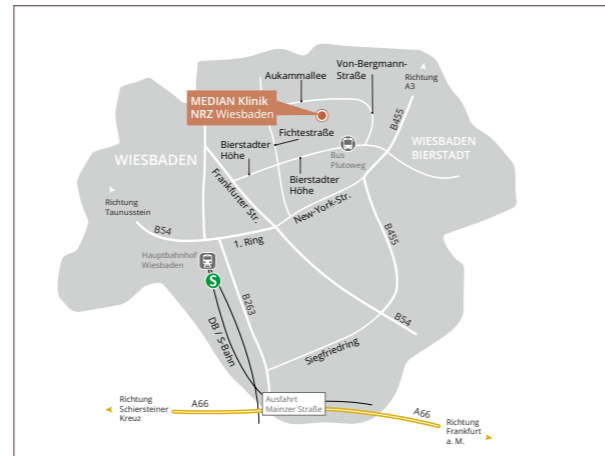 Von-Bergmann-
Straße
Aukammallee
Richtung
A3
MEDIAN Klinik
NRZ Wiesbaden
B455
Fichtestraße
WIESBADEN
BIERSTADT
Bierstadter
Höhe
Bus
Plutoweg
WIESBADEN
Bierstadter
Höhe
Frankfurter Str.
New-York-Str.
Richtung
Taunusstein
B54
1. Ring
B455
Hauptbahnhof
Wiesbaden
S
B263
DB / S-Bahn
B54
Siegfriedring
Richtung
Schiersteiner
Kreuz
A66
Ausfahrt
Mainzer Straße
A66
Richtung
Frankfurt
a. M.